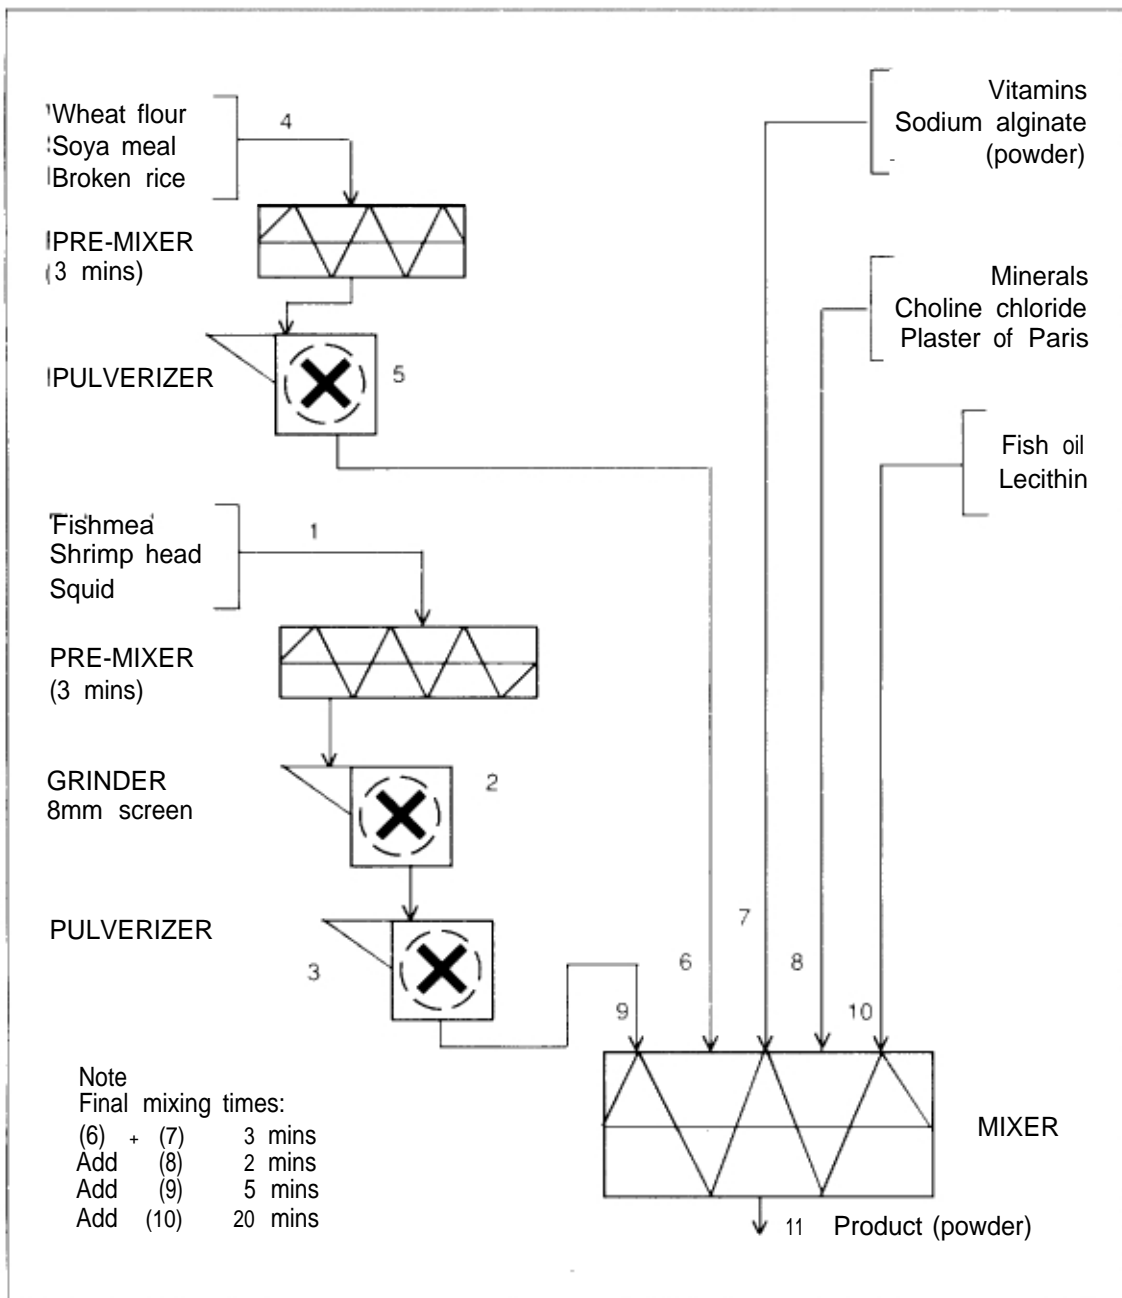 Wheat flour
Soya meal
Broken rice
4
PRE-MIXER
(3 mins)
PULVERIZER
5
Fishmea
Shrimp head
Squid
1
PRE-MIXER
(3 mins)
GRINDER
8mm screen
2
PULVERIZER
3
Vitamins
Sodium alginate
(powder)
Minerals
Choline chloride
Plaster of Paris
Fish oil
Lecithin
7
6
8
9
10
MIXER
11 Product (powder)
Note
Final mixing times:
(6) + (7) 3 mins
Add (8) 2 mins
Add (9) 5 mins
Add (10) 20 mins